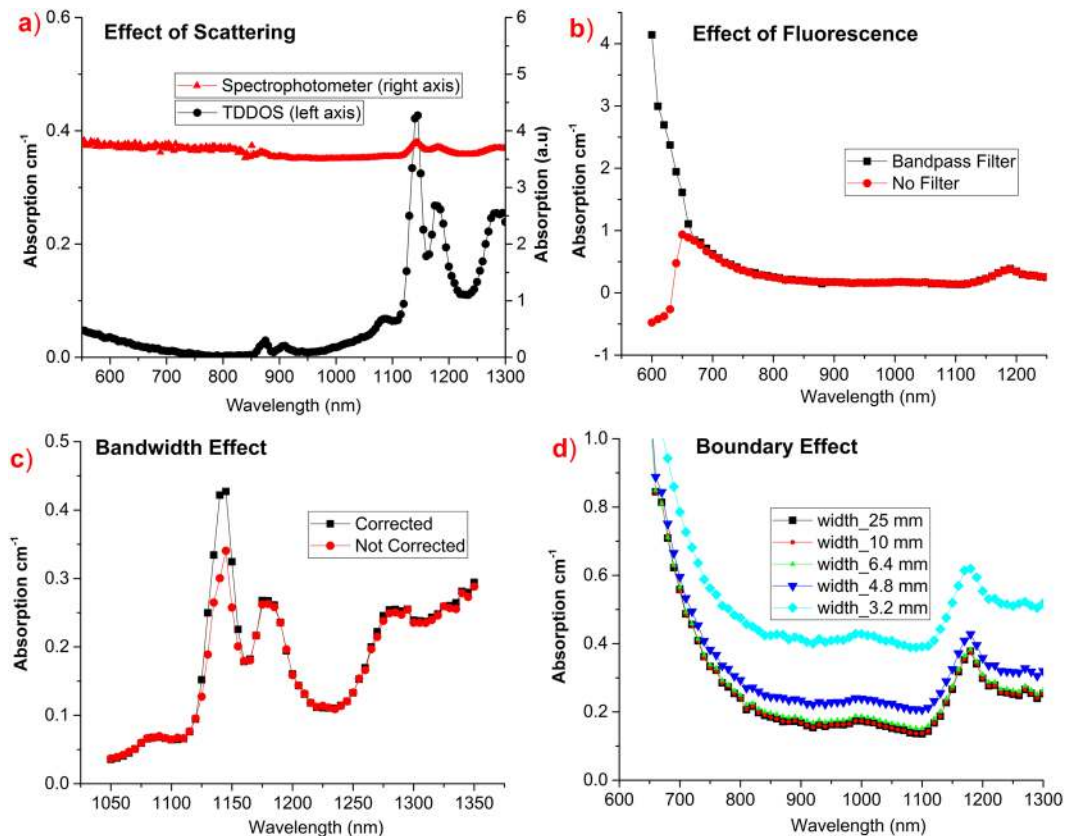 a)
Effect of Scattering
Spectrophotometer (right axis)
TDDOS (left axis)
0.6
0.4
0.2
0.0
6
5
4
3
2
1
0
Absorption cm⁻¹
Absorption (a.u)
600 700 800 900 1000 1100 1200 1300
Wavelength (nm)
b)
Effect of Fluorescence
Bandpass Filter
No Filter
4
3
2
1
0
-1
Absorption cm⁻¹
600 700 800 900 1000 1100 1200
Wavelength (nm)
c)
Bandwidth Effect
Corrected
Not Corrected
0.5
0.4
0.3
0.2
0.1
0.0
Absorption cm⁻¹
1050 1100 1150 1200 1250 1300 1350
Wavelength (nm)
d)
Boundary Effect
width_25 mm
width_10 mm
width_6.4 mm
width_4.8 mm
width_3.2 mm
1.0
0.8
0.6
0.4
0.2
0.0
Absorption cm⁻¹
600 700 800 900 1000 1100 1200 1300
Wavelength (nm)